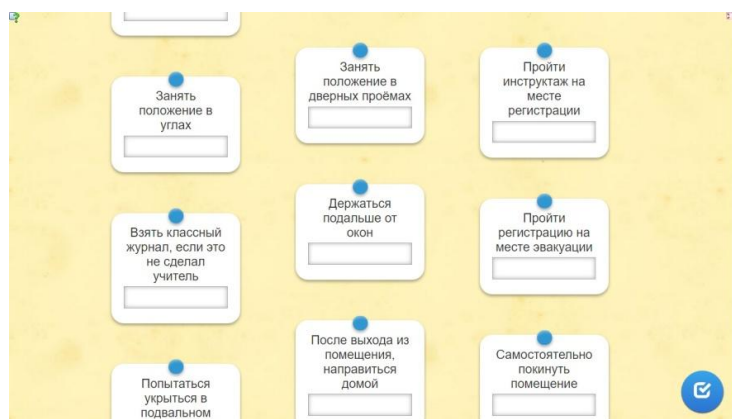 Занять
положение в
углах
Взять классный
журнал, если это
не сделал
учитель
Попытаться
укрыться в
подвальном
Занять
положение в
дверных проёмах
Держаться
подальше от
окон
После выхода из
помещения,
направиться
домой
Пройти
инструктаж на
месте
регистрации
Пройти
регистрацию на
месте эвакуации
Самостоятельно
покинуть
помещение